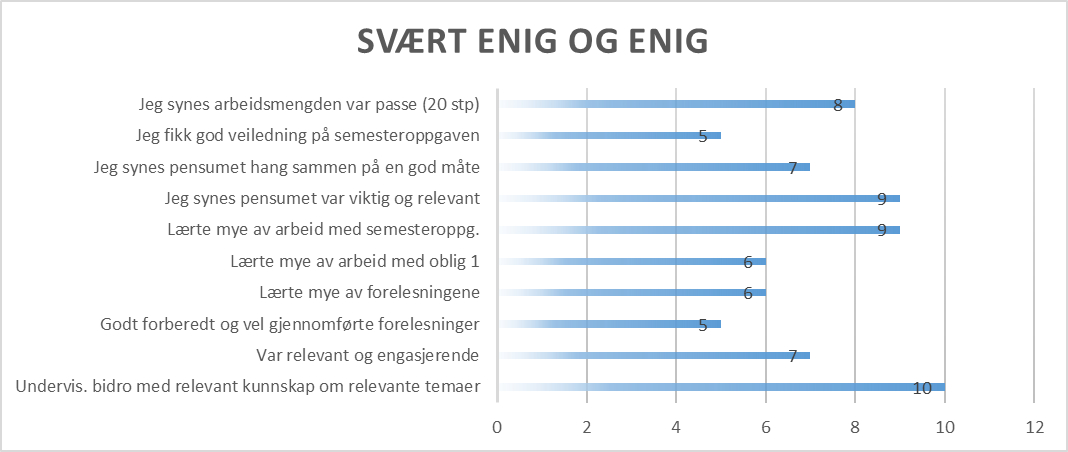 SVÆRT ENIG OG ENIG
Jeg synes arbeidsmengden var passe (20 stp) 8
Jeg fikk god veiledning på semesteroppgaven 5
Jeg synes pensumet hang sammen på en god måte 7
Jeg synes pensumet var viktig og relevant 9
Lærte mye av arbeid med semesteroppg. 9
Lærte mye av arbeid med oblig 1 6
Lærte mye av forelesningene 6
Godt forberedt og vel gjennomførte forelesninger 5
Var relevant og engasjerende 7
Undervis. bidro med relevant kunnskap om relevante temaer 10
0 2 4 6 8 10 12